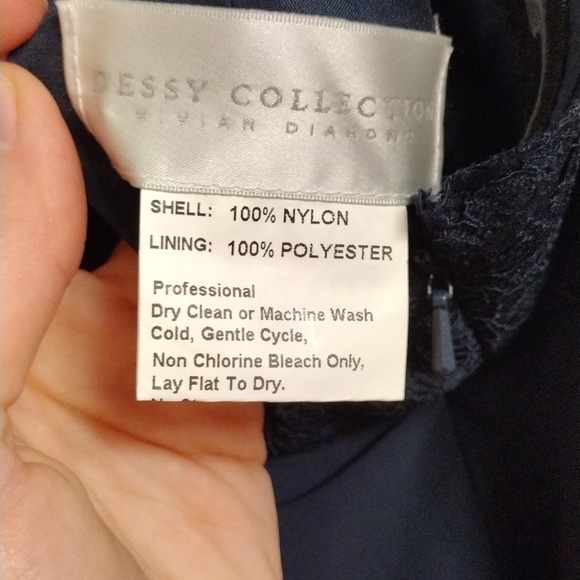 DESSY COLLECTION
VIVIAN DIAMOND
SHELL: 100% NYLON
LINING: 100% POLYESTER
Professional
Dry Clean or Machine Wash
Cold, Gentle Cycle,
Non Chlorine Bleach Only,
Lay Flat To Dry.